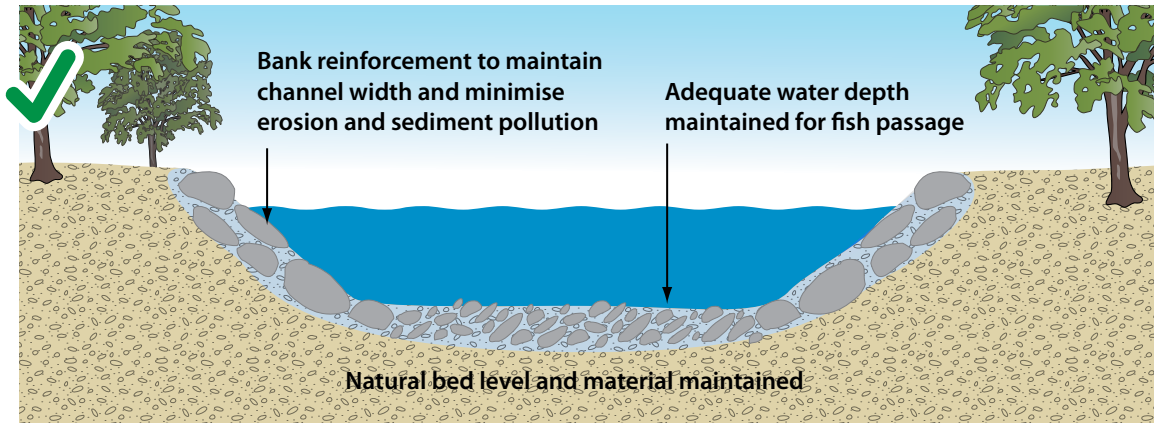 Bank reinforcement to maintain
channel width and minimise
erosion and sediment pollution
Adequate water depth
maintained for fish passage
Natural bed level and material maintained